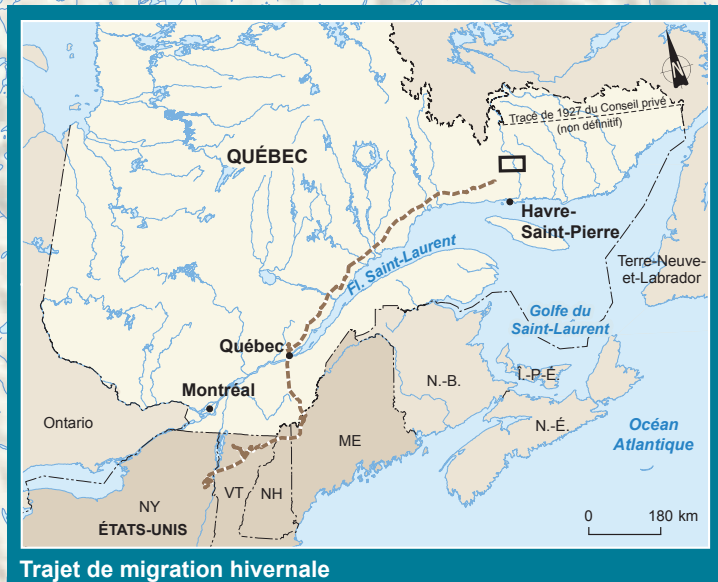 Tracé de 1927 du Conseil privé
(non définitif)
QUÉBEC
Havre-
Saint-Pierre
Fl. Saint-Laurent
Terre-Neuve-
et-Labrador
Golfe du
Saint-Laurent
Québec
Î.-P.-É.
Montréal
N.-B.
Ontario
N.-É.
Océan
Atlantique
ME
NY
VT
NH
ÉTATS-UNIS
0
180 km
Trajet de migration hivernale